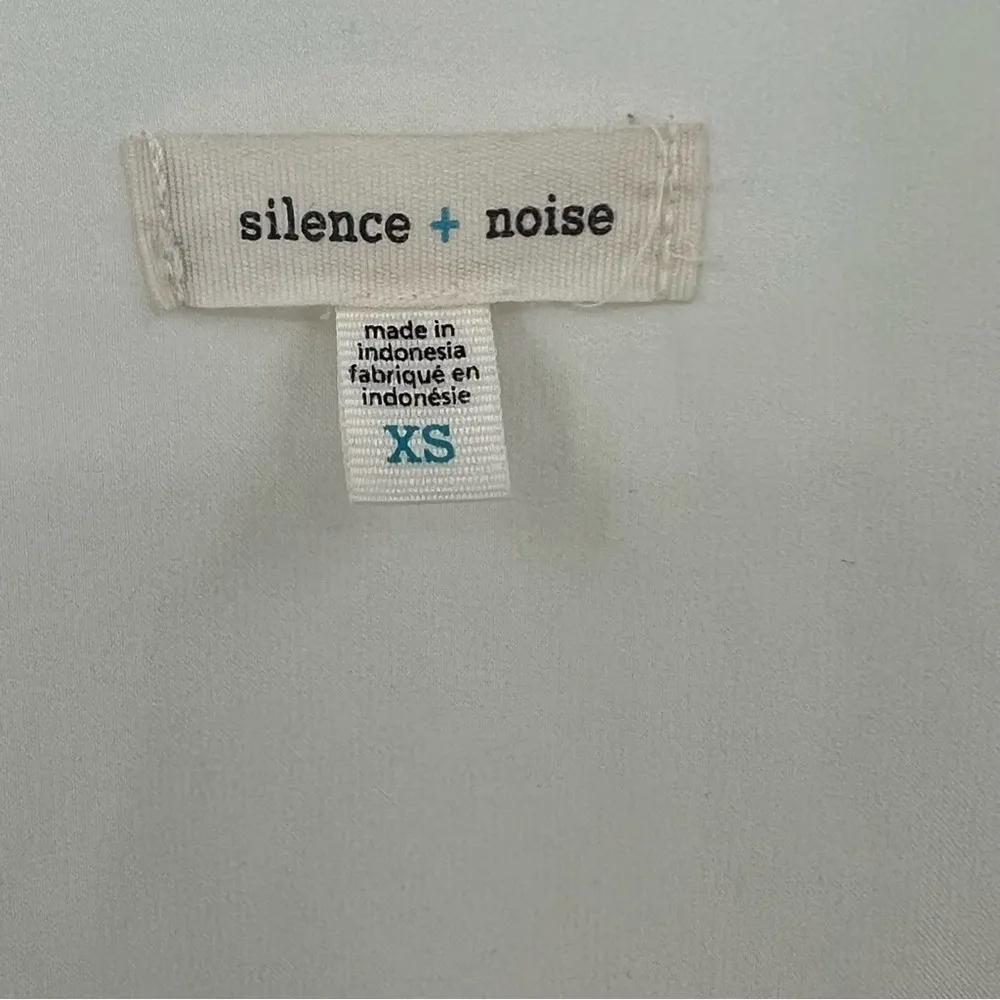 silence + noise
made in
indonesia
fabriqué en
indonésie
XS